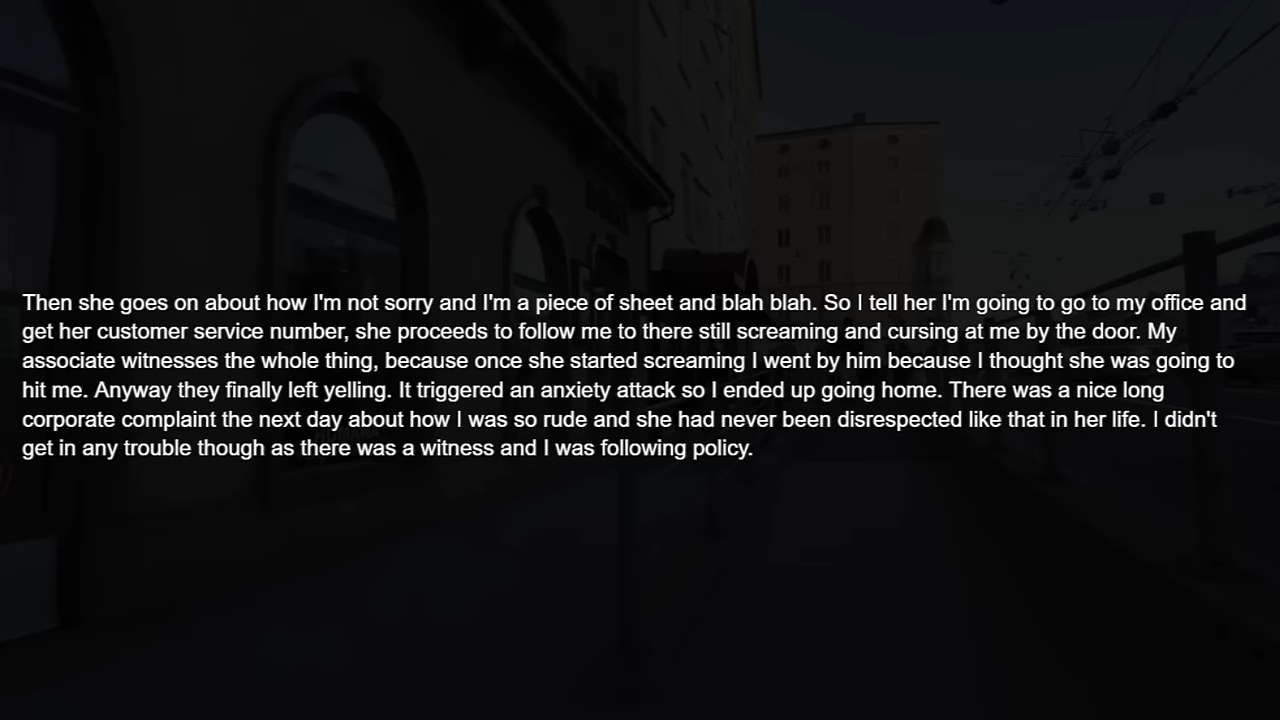 Then she goes on about how I'm not sorry and I'm a piece of sheet and blah blah. So I tell her I'm going to go to my office and
get her customer service number, she proceeds to follow me to there still screaming and cursing at me by the door. My
associate witnesses the whole thing, because once she started screaming I went by him because I thought she was going to
hit me. Anyway they finally left yelling. It triggered an anxiety attack so I ended up going home. There was a nice long
corporate complaint the next day about how I was so rude and she had never been disrespected like that in her life. I didn't
get in any trouble though as there was a witness and I was following policy.